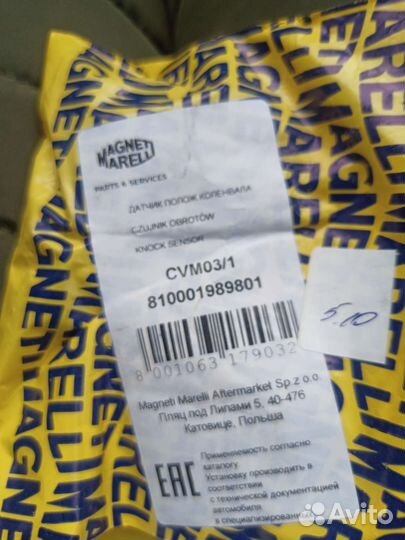 MAGNETI
MARELLI
PARTS & SERVICES
ДАТЧИК ПОЛОЖ КОЛЕНВАЛА
CZUJNIK OBROTÓW
KNOCK SENSOR
CVM03/1
810001989801
8 001063 179032
5.10
Magneti Marelli Aftermarket Sp.z o.o.
Пляц под Липами 5, 40-476
Катовице, Польша
EAC
Применяемость согласно
каталогу
Установку производить в
соответствии
с технической документацией
автомобиля
в специализированных
Avito